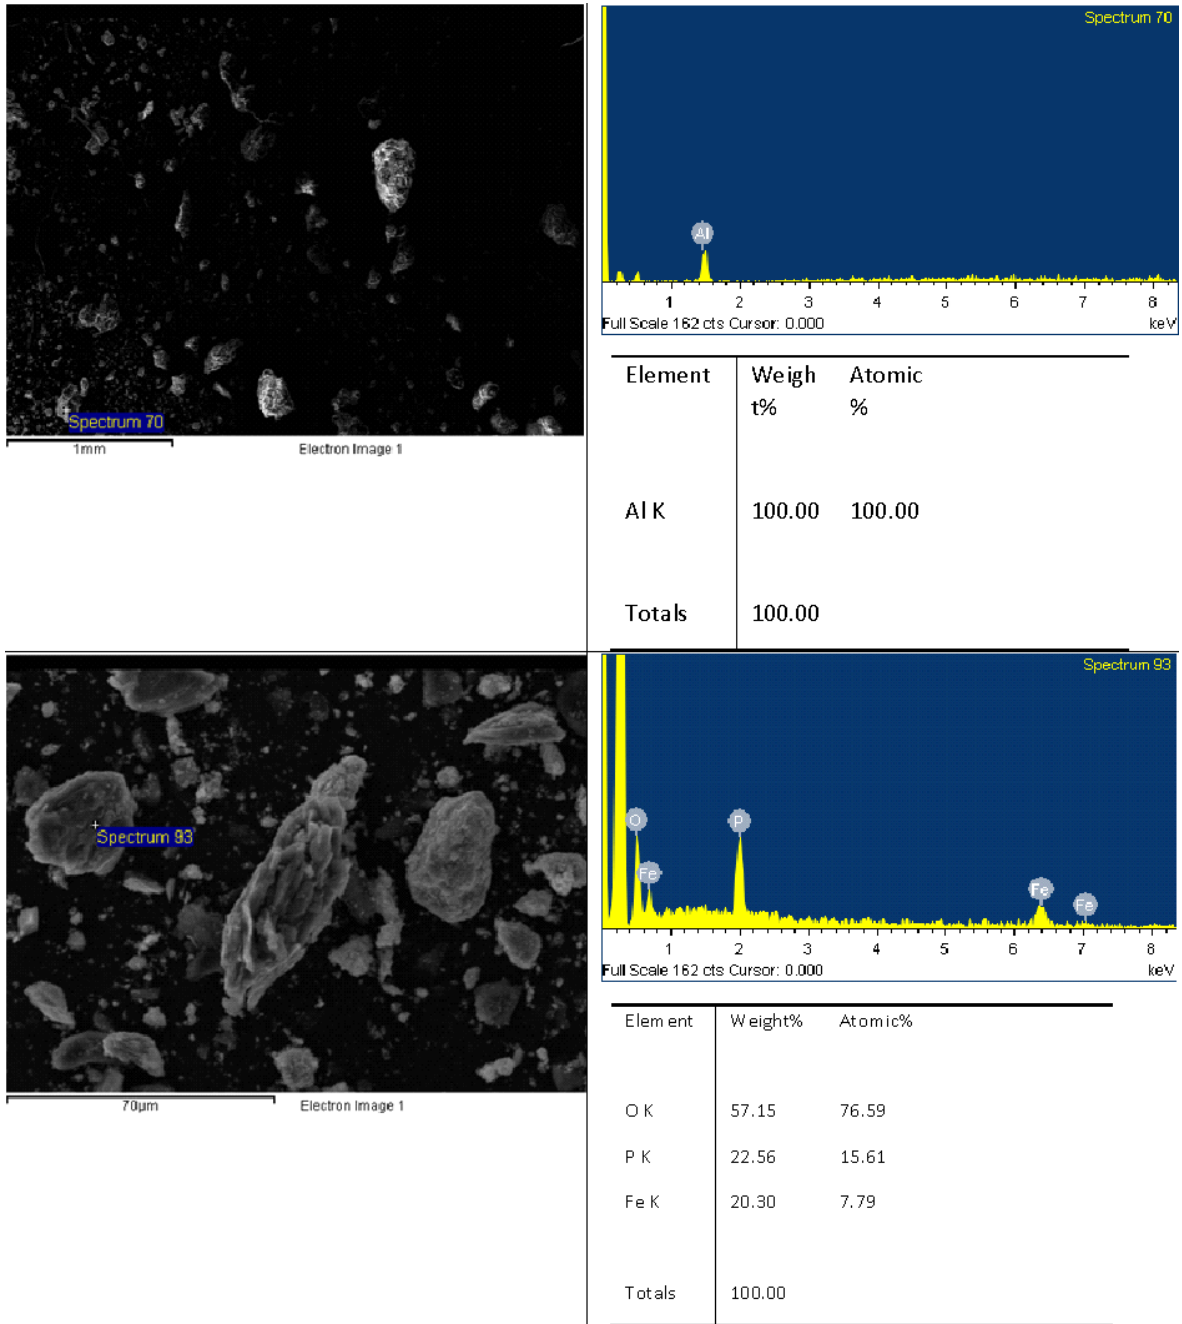 Spectrum 70
1mm
Electron Image 1
Spectrum 70
Al
1 2 3 4 5 6 7 8
Full Scale 162 cts Cursor: 0.000 keV
Element Weigh Atomic
t% %
Al K 100.00 100.00
Totals 100.00
Spectrum 93
70µm
Electron Image 1
Spectrum 93
O P
Fe Fe Fe
1 2 3 4 5 6 7 8
Full Scale 162 cts Cursor: 0.000 keV
Element Weight% Atomic%
O K 57.15 76.59
P K 22.56 15.61
Fe K 20.30 7.79
Totals 100.00